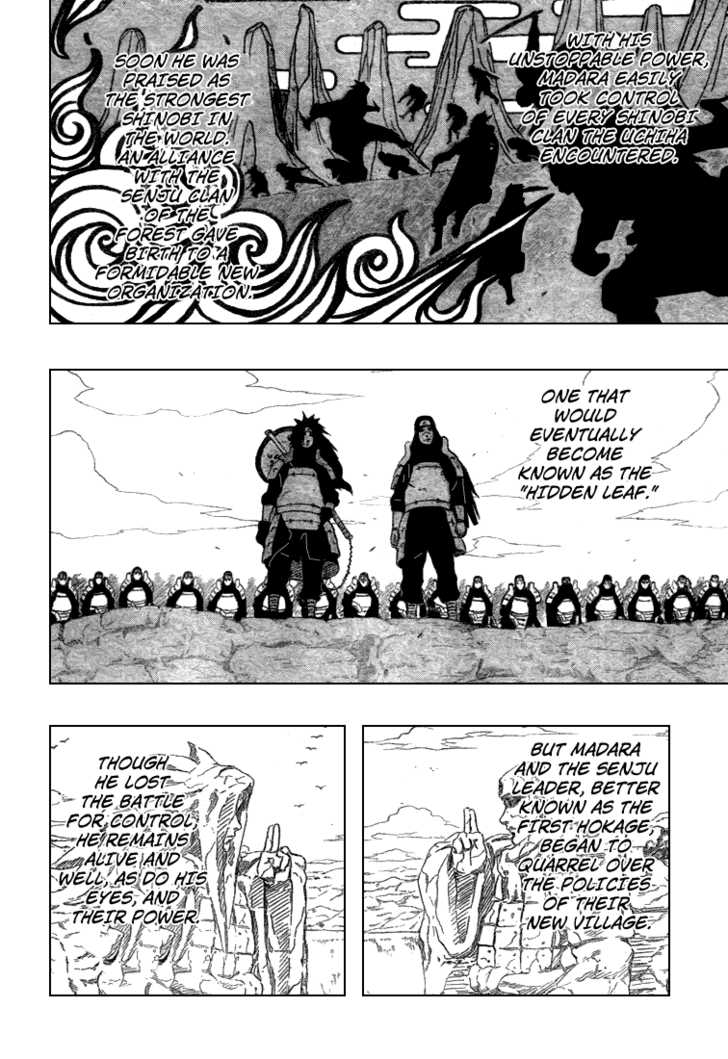 WITH HIS
UNSTOPPABLE POWER,
MADARA EASILY
TOOK CONTROL
OF EVERY SHINOBI
CLAN THE UCHIHA
ENCOUNTERED.
SOON HE WAS
PRAISED AS
THE STRONGEST
SHINOBI IN
THE WORLD.
AN ALLIANCE
WITH THE
SENJU CLAN
OF THE
FOREST GAVE
BIRTH TO A
FORMIDABLE NEW
ORGANIZATION.
ONE THAT
WOULD
EVENTUALLY
BECOME
KNOWN AS THE
"HIDDEN LEAF."
BUT MADARA
AND THE SENJU
LEADER, BETTER
KNOWN AS THE
FIRST HOKAGE,
BEGAN TO
QUARREL OVER
THE POLICIES
OF THEIR
NEW VILLAGE.
THOUGH
HE LOST
THE BATTLE
FOR CONTROL,
HE REMAINS
ALIVE AND
WELL, AS DO HIS
EYES, AND
THEIR POWER.